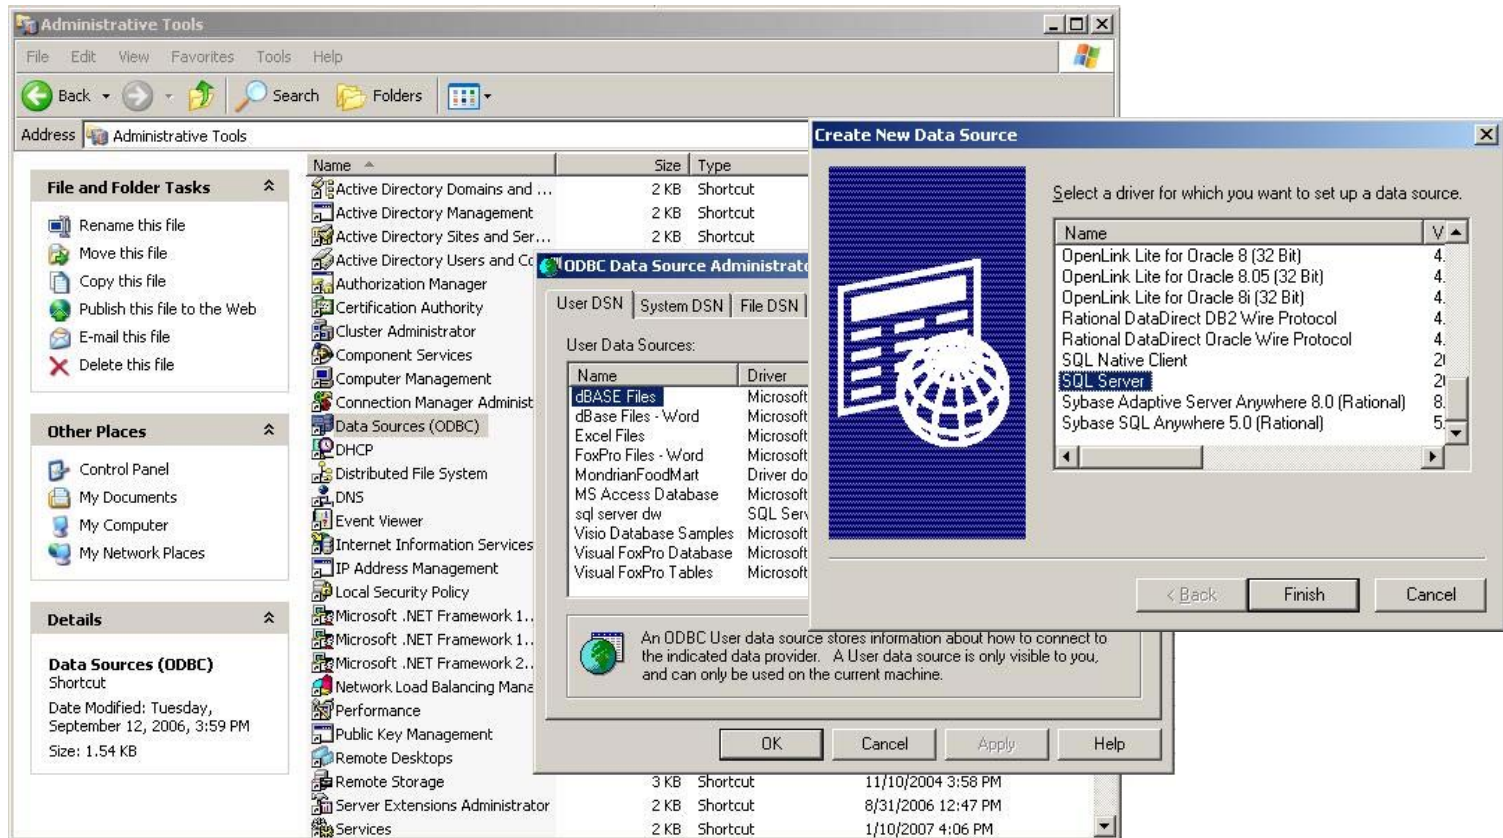 Administrative Tools
File Edit View Favorites Tools Help
Back Search Folders
Address Administrative Tools
File and Folder Tasks
Rename this file
Move this file
Copy this file
Publish this file to the Web
E-mail this file
Delete this file
Other Places
Control Panel
My Documents
My Computer
My Network Places
Details
Data Sources (ODBC)
Shortcut
Date Modified: Tuesday,
September 12, 2006, 3:59 PM
Size: 1.54 KB
Name Size Type
Active Directory Domains and ... 2 KB Shortcut
Active Directory Management 2 KB Shortcut
Active Directory Sites and Ser... 2 KB Shortcut
Active Directory Users and Co
Authorization Manager
Certification Authority
Cluster Administrator
Component Services
Computer Management
Connection Manager Administ
Data Sources (ODBC)
DHCP
Distributed File System
DNS
Event Viewer
Internet Information Services
IP Address Management
Local Security Policy
Microsoft .NET Framework 1..
Microsoft .NET Framework 1..
Microsoft .NET Framework 2..
Network Load Balancing Mana
Performance
Public Key Management
Remote Desktops
Remote Storage 3 KB Shortcut 11/10/2004 3:58 PM
Server Extensions Administrator 2 KB Shortcut 8/31/2006 12:47 PM
Services 2 KB Shortcut 1/10/2007 4:06 PM
ODBC Data Source Administrato
User DSN System DSN File DSN
User Data Sources:
Name Driver
dBASE Files Microsoft
dBase Files - Word Microsoft
Excel Files Microsoft
FoxPro Files - Word Microsoft
MondrianFoodMart Driver do
MS Access Database Microsoft
sql server dw SQL Serv
Visio Database Samples Microsoft
Visual FoxPro Database Microsoft
Visual FoxPro Tables Microsoft
An ODBC User data source stores information about how to connect to
the indicated data provider. A User data source is only visible to you,
and can only be used on the current machine.
OK Cancel Apply Help
Create New Data Source
Select a driver for which you want to set up a data source.
Name V
OpenLink Lite for Oracle 8 (32 Bit) 4.
OpenLink Lite for Oracle 8.05 (32 Bit) 4.
OpenLink Lite for Oracle 8i (32 Bit) 4.
Rational DataDirect DB2 Wire Protocol 4.
Rational DataDirect Oracle Wire Protocol 4.
SQL Native Client 2
SQL Server 2
Sybase Adaptive Server Anywhere 8.0 (Rational) 8.
Sybase SQL Anywhere 5.0 (Rational) 5.
< Back Finish Cancel